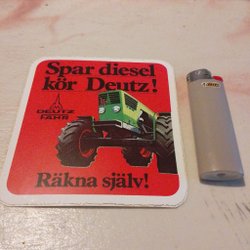 Spar diesel
kör Deutz!
DEUTZ
FAHR
Räkna själv!
BIC